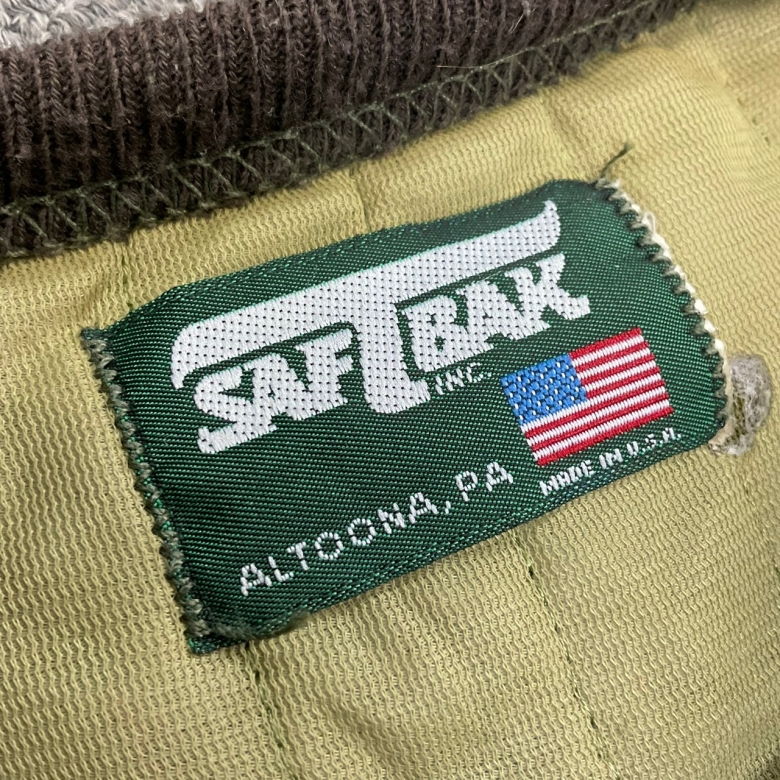 SAFTBAK
INC.
ALTOONA, PA
MADE IN U.S.A.